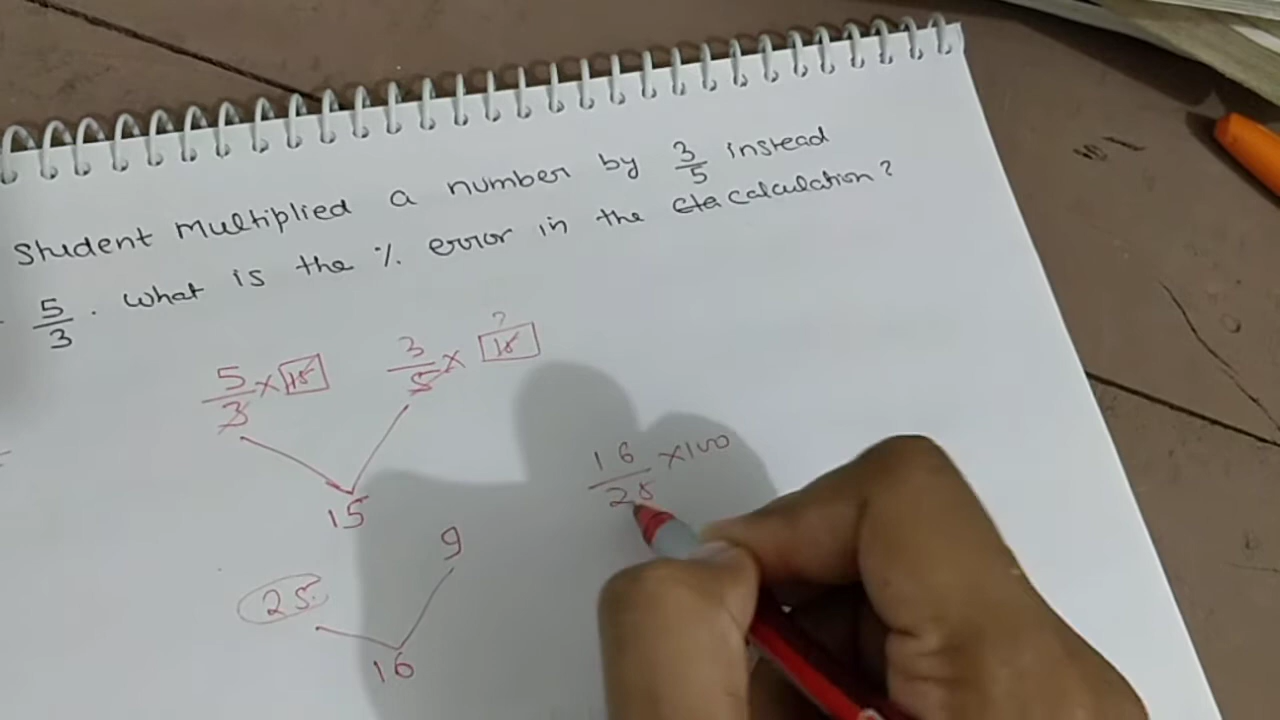 Student Multiplied a number by 3/5 instead
5/3. What is the % error in the calculation?
5/3 × 15 3/5 × 15 ?
15
16/25 × 100
9
25
16